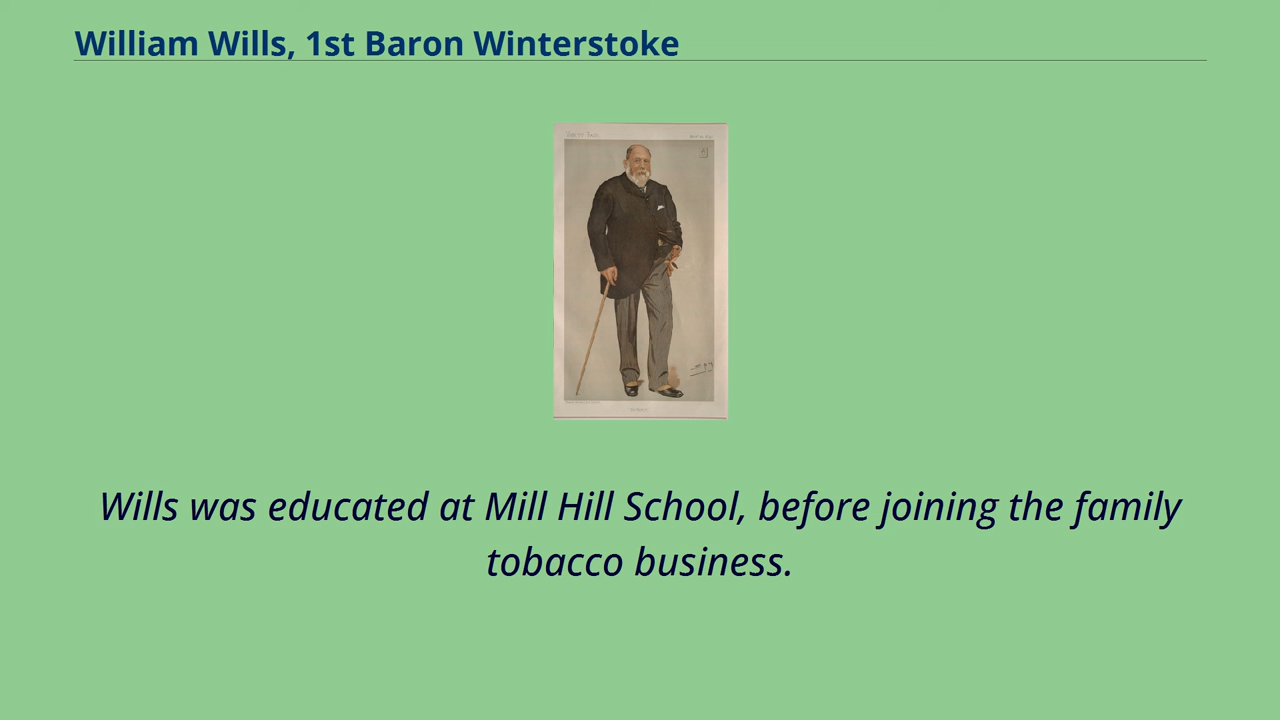 William Wills, 1st Baron Winterstoke
Wills was educated at Mill Hill School, before joining the family
tobacco business.